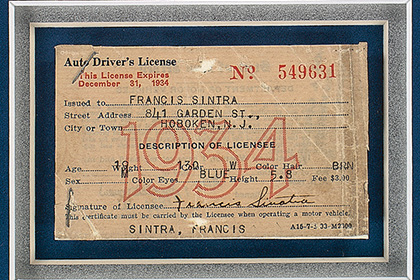 Auto Driver's License
This License Expires
December 31, 1934
No 549631
Issued to FRANCIS SINTRA
Street Address 841 GARDEN ST.,
City or Town HOBOKEN, N.J.
1934
DESCRIPTION OF LICENSEE
Age 18 Weight 130 W Color Hair BRN
Sex M Color Eyes BLUE Height 5.8 Fee $3.00
Signature of Licensee Francis Sinatra
This certificate must be carried by the Licensee when operating a motor vehicle.
SINTRA, FRANCIS